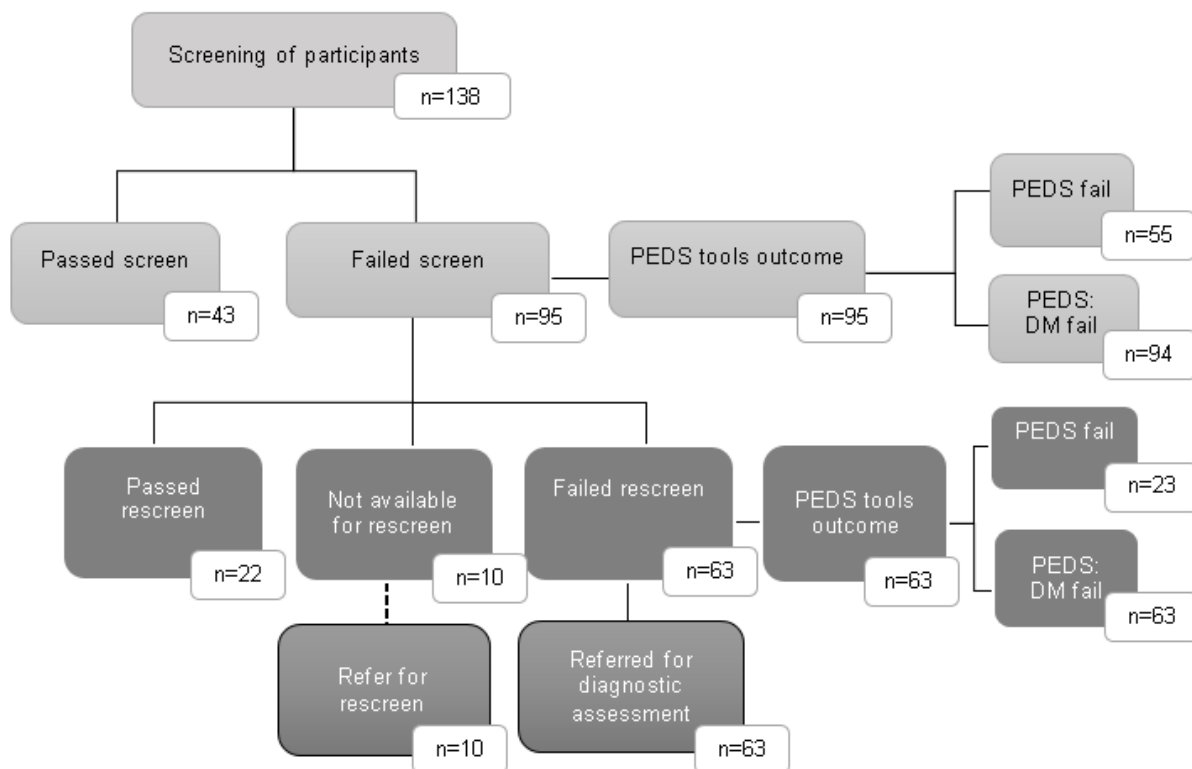 Screening of participants
n=138
Passed screen
n=43
Failed screen
n=95
PEDS tools outcome
n=95
PEDS fail
n=55
PEDS:
DM fail
n=94
Passed
rescreen
n=22
Not available
for rescreen
n=10
Failed rescreen
n=63
PEDS tools
outcome
n=63
PEDS fail
n=23
PEDS:
DM fail
n=63
Refer for
rescreen
n=10
Referred for
diagnostic
assessment
n=63